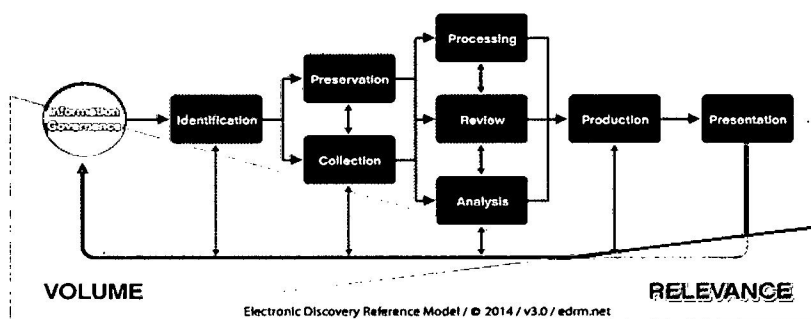 Information
Governance
Identification
Preservation
Collection
Processing
Review
Analysis
Production
Presentation
VOLUME
RELEVANCE
Electronic Discovery Reference Model / © 2014 / v3.0 / edrm.net